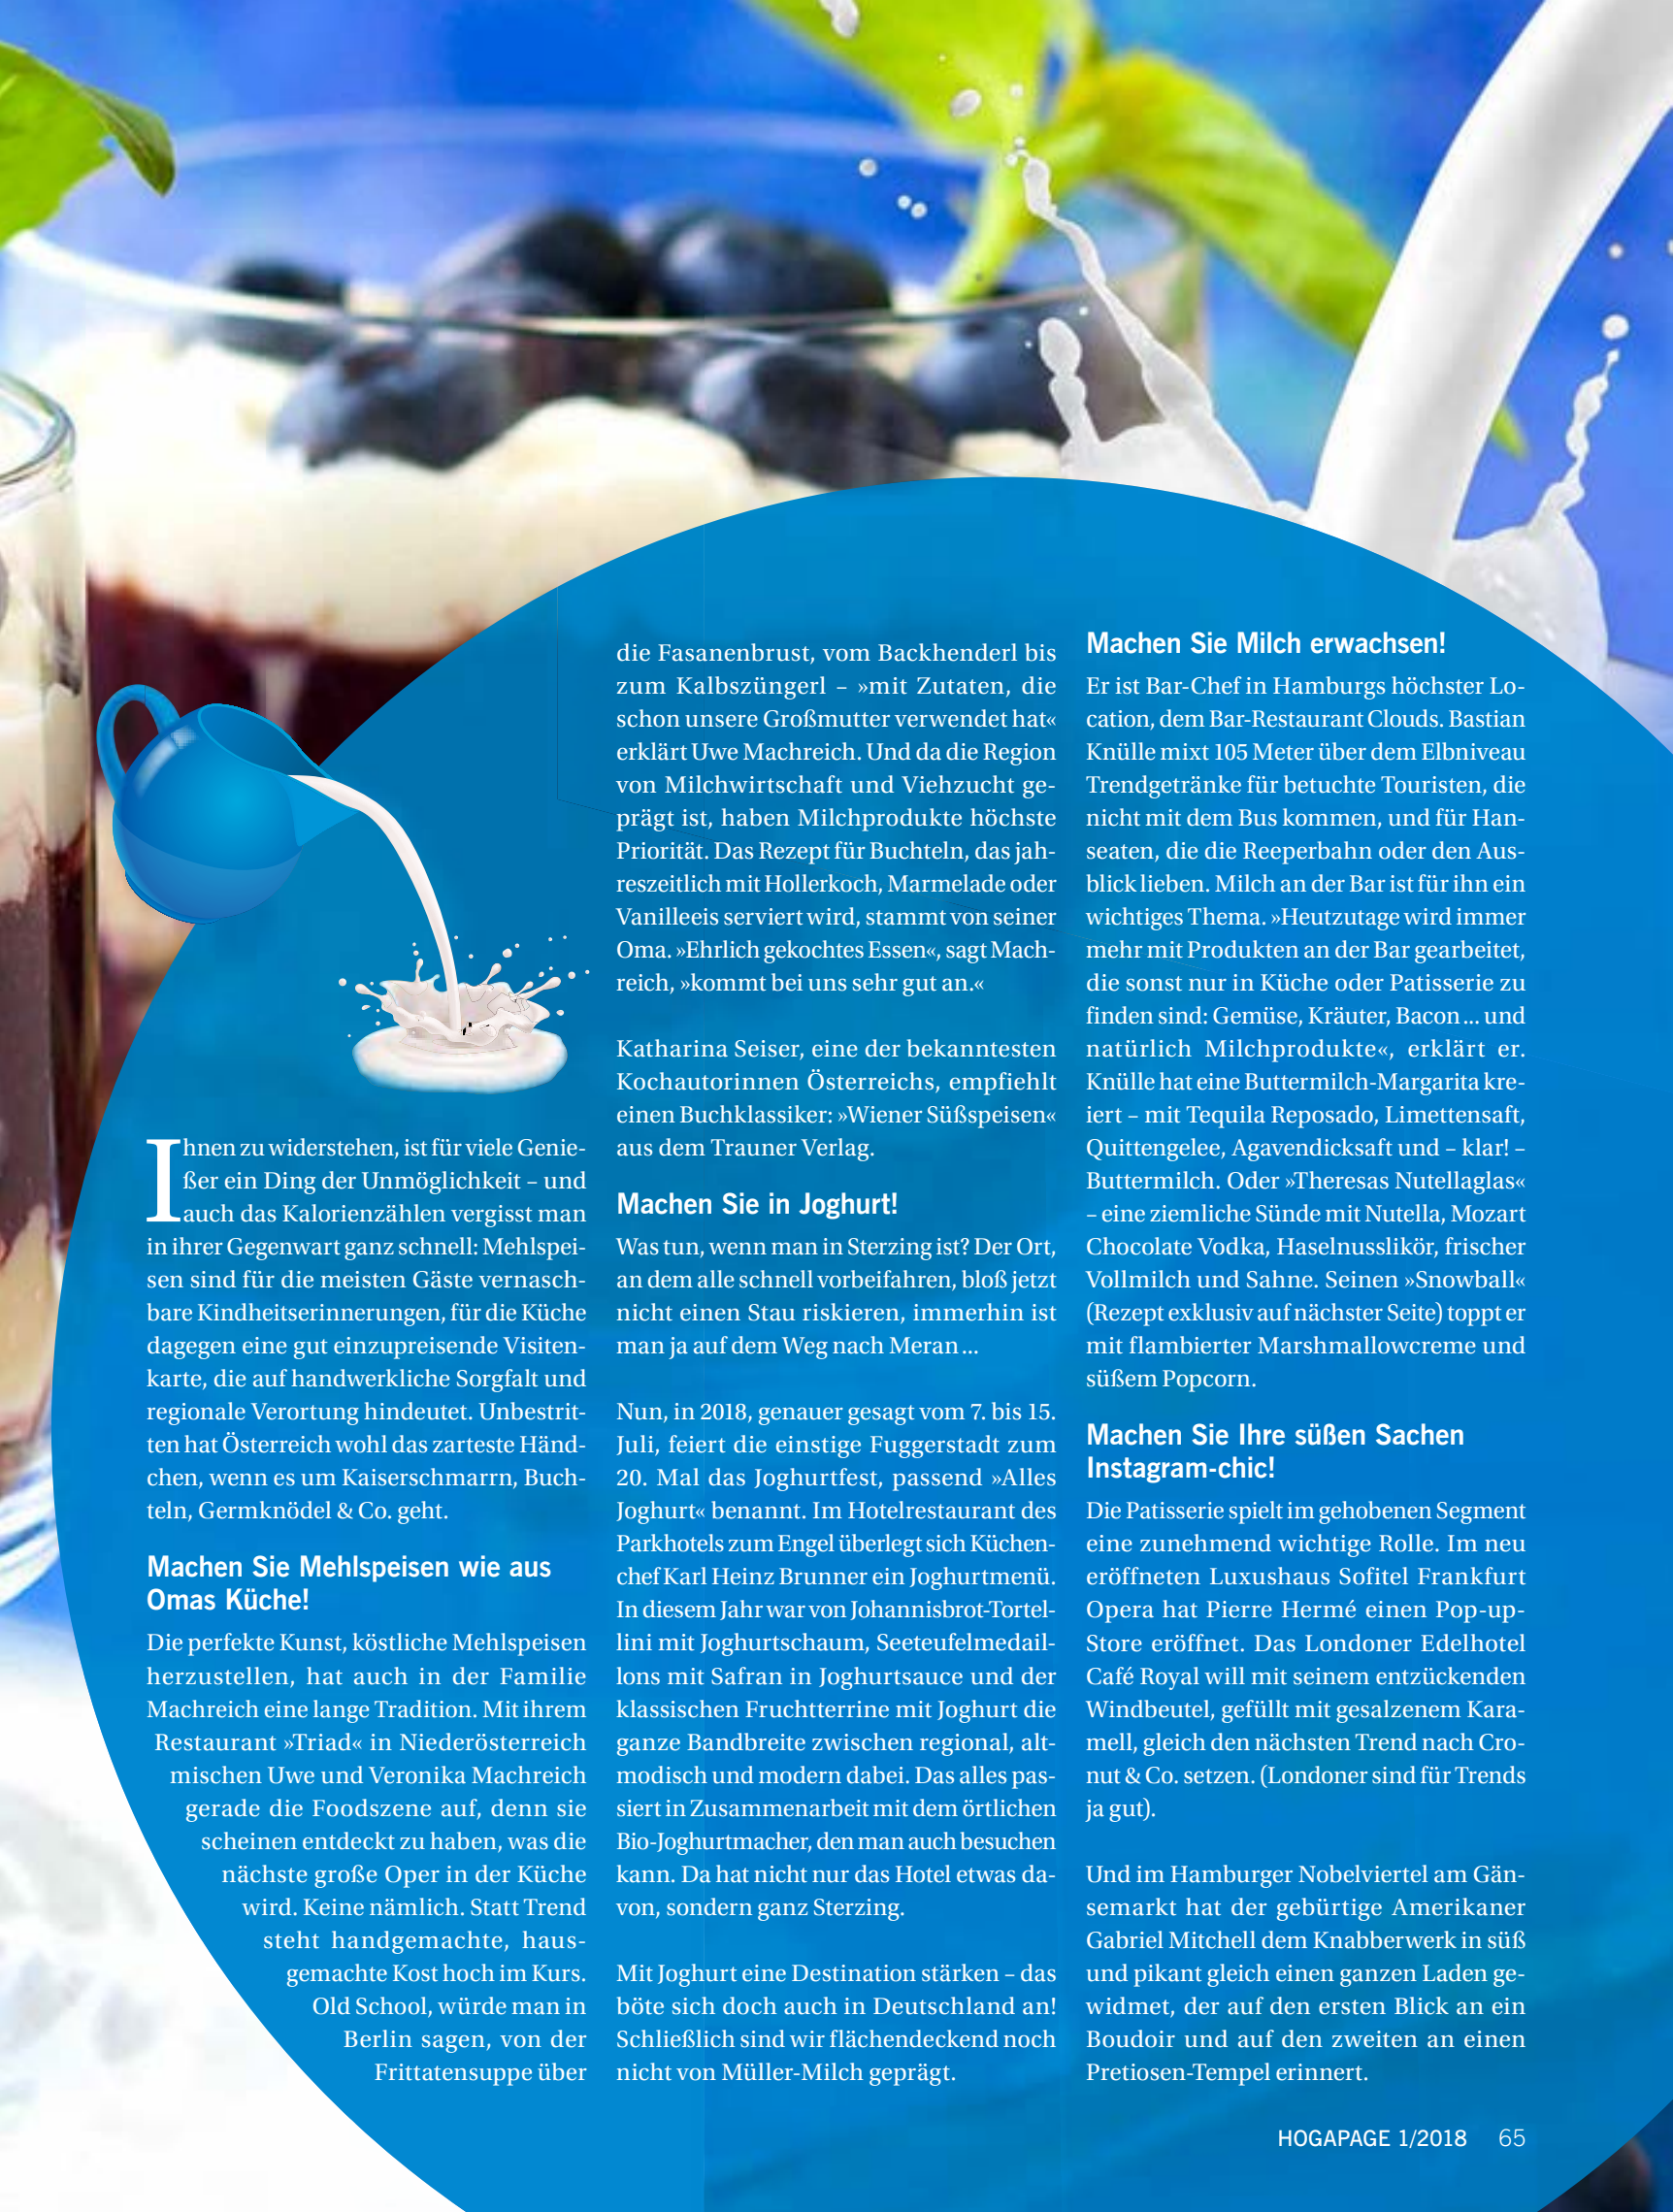 Ihnen zu widerstehen, ist für viele Genie-
ßer ein Ding der Unmöglichkeit – und
auch das Kalorienzählen vergisst man
in ihrer Gegenwart ganz schnell: Mehlspei-
sen sind für die meisten Gäste vernasch-
bare Kindheitserinnerungen, für die Küche
dagegen eine gut einzupreisende Visiten-
karte, die auf handwerkliche Sorgfalt und
regionale Verortung hindeutet. Unbestrit-
ten hat Österreich wohl das zarteste Händ-
chen, wenn es um Kaiserschmarrn, Buch-
teln, Germknödel & Co. geht.
Machen Sie Mehlspeisen wie aus
Omas Küche!
Die perfekte Kunst, köstliche Mehlspeisen
herzustellen, hat auch in der Familie
Machreich eine lange Tradition. Mit ihrem
Restaurant »Triad« in Niederösterreich
mischen Uwe und Veronika Machreich
gerade die Foodszene auf, denn sie
scheinen entdeckt zu haben, was die
nächste große Oper in der Küche
wird. Keine nämlich. Statt Trend
steht handgemachte, haus-
gemachte Kost hoch im Kurs.
Old School, würde man in
Berlin sagen, von der
Frittatensuppe über
die Fasanenbrust, vom Backhenderl bis
zum Kalbszüngerl – »mit Zutaten, die
schon unsere Großmutter verwendet hat«
erklärt Uwe Machreich. Und da die Region
von Milchwirtschaft und Viehzucht ge-
prägt ist, haben Milchprodukte höchste
Priorität. Das Rezept für Buchteln, das jah-
reszeitlich mit Hollerkoch, Marmelade oder
Vanilleeis serviert wird, stammt von seiner
Oma. »Ehrlich gekochtes Essen«, sagt Mach-
reich, »kommt bei uns sehr gut an.«
Katharina Seiser, eine der bekanntesten
Kochautorinnen Österreichs, empfiehlt
einen Buchklassiker: »Wiener Süßspeisen«
aus dem Trauner Verlag.
Machen Sie in Joghurt!
Was tun, wenn man in Sterzing ist? Der Ort,
an dem alle schnell vorbeifahren, bloß jetzt
nicht einen Stau riskieren, immerhin ist
man ja auf dem Weg nach Meran ...
Nun, in 2018, genauer gesagt vom 7. bis 15.
Juli, feiert die einstige Fuggerstadt zum
20. Mal das Joghurtfest, passend »Alles
Joghurt« benannt. Im Hotelrestaurant des
Parkhotels zum Engel überlegt sich Küchen-
chef Karl Heinz Brunner ein Joghurtmenü.
In diesem Jahr war von Johannisbrot-Tortel-
lini mit Joghurtschaum, Seeteufelmedail-
lons mit Safran in Joghurtsauce und der
klassischen Fruchtterrine mit Joghurt die
ganze Bandbreite zwischen regional, alt-
modisch und modern dabei. Das alles pas-
siert in Zusammenarbeit mit dem örtlichen
Bio-Joghurtmacher, den man auch besuchen
kann. Da hat nicht nur das Hotel etwas da-
von, sondern ganz Sterzing.
Mit Joghurt eine Destination stärken – das
böte sich doch auch in Deutschland an!
Schließlich sind wir flächendeckend noch
nicht von Müller-Milch geprägt.
Machen Sie Milch erwachsen!
Er ist Bar-Chef in Hamburgs höchster Lo-
cation, dem Bar-Restaurant Clouds. Bastian
Knülle mixt 105 Meter über dem Elbniveau
Trendgetränke für betuchte Touristen, die
nicht mit dem Bus kommen, und für Han-
seaten, die die Reeperbahn oder den Aus-
blick lieben. Milch an der Bar ist für ihn ein
wichtiges Thema. »Heutzutage wird immer
mehr mit Produkten an der Bar gearbeitet,
die sonst nur in Küche oder Patisserie zu
finden sind: Gemüse, Kräuter, Bacon ... und
natürlich Milchprodukte«, erklärt er.
Knülle hat eine Buttermilch-Margarita kre-
iert – mit Tequila Reposado, Limettensaft,
Quittengelee, Agavendicksaft und – klar! –
Buttermilch. Oder »Theresas Nutellaglas«
– eine ziemliche Sünde mit Nutella, Mozart
Chocolate Vodka, Haselnusslikör, frischer
Vollmilch und Sahne. Seinen »Snowball«
(Rezept exklusiv auf nächster Seite) toppt er
mit flambierter Marshmallowcreme und
süßem Popcorn.
Machen Sie Ihre süßen Sachen
Instagram-chic!
Die Patisserie spielt im gehobenen Segment
eine zunehmend wichtige Rolle. Im neu
eröffneten Luxushaus Sofitel Frankfurt
Opera hat Pierre Hermé einen Pop-up-
Store eröffnet. Das Londoner Edelhotel
Café Royal will mit seinem entzückenden
Windbeutel, gefüllt mit gesalzenem Kara-
mell, gleich den nächsten Trend nach Cro-
nut & Co. setzen. (Londoner sind für Trends
ja gut).
Und im Hamburger Nobelviertel am Gän-
semarkt hat der gebürtige Amerikaner
Gabriel Mitchell dem Knabberwerk in süß
und pikant gleich einen ganzen Laden ge-
widmet, der auf den ersten Blick an ein
Boudoir und auf den zweiten an einen
Pretiosen-Tempel erinnert.
HOGAPAGE 1/2018 65